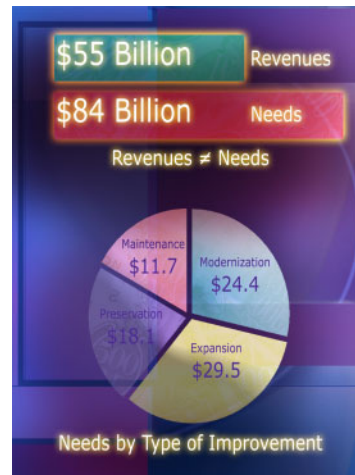 $55 Billion Revenues
$84 Billion Needs
Revenues ≠ Needs
Maintenance
$11.7
Modernization
$24.4
Preservation
$18.1
Expansion
$29.5
Needs by Type of Improvement